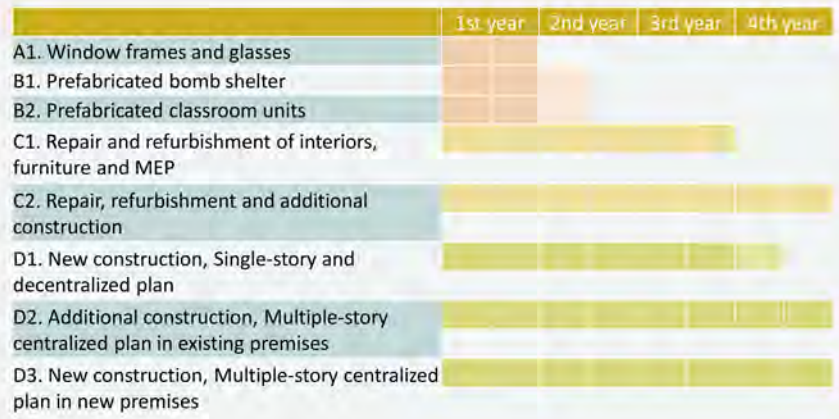 1st year 2nd year 3rd year 4th year
A1. Window frames and glasses
B1. Prefabricated bomb shelter
B2. Prefabricated classroom units
C1. Repair and refurbishment of interiors,
furniture and MEP
C2. Repair, refurbishment and additional
construction
D1. New construction, Single-story and
decentralized plan
D2. Additional construction, Multiple-story
centralized plan in existing premises
D3. New construction, Multiple-story centralized
plan in new premises